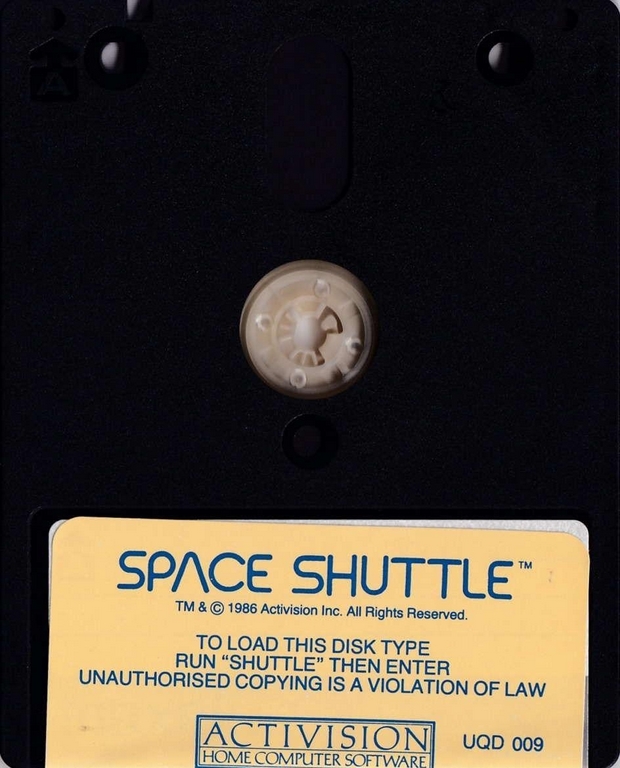 A
SPACE SHUTTLE™
TM & © 1986 Activision Inc. All Rights Reserved.
TO LOAD THIS DISK TYPE
RUN “SHUTTLE” THEN ENTER
UNAUTHORISED COPYING IS A VIOLATION OF LAW
ACTIVISION
HOME COMPUTER SOFTWARE
UQD 009